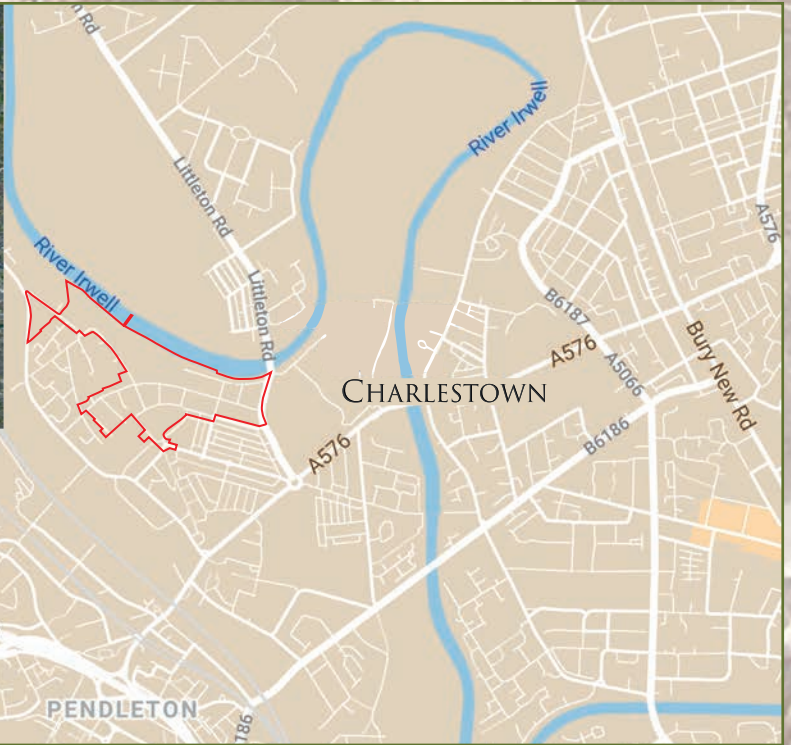 n Rd
River Irwell
Littleton Rd
A576
River Irwell
Littleton Rd
B6187
A576
A5066
Bury New Rd
CHARLESTOWN
A576
B6186
PENDLETON
186